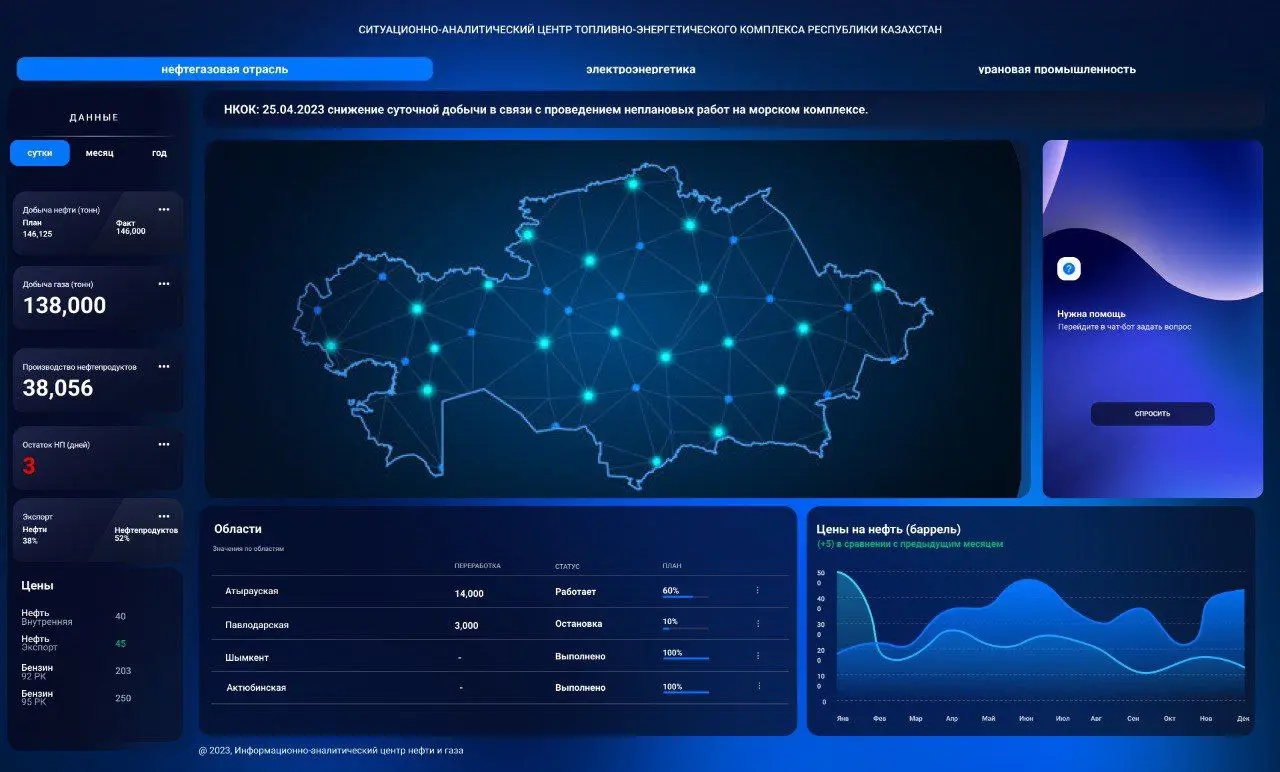 СИТУАЦИОННО-АНАЛИТИЧЕСКИЙ ЦЕНТР ТОПЛИВНО-ЭНЕРГЕТИЧЕСКОГО КОМПЛЕКСА РЕСПУБЛИКИ КАЗАХСТАН
нефтегазовая отрасль
электроэнергетика
урановая промышленность
ДАННЫЕ
сутки месяц год
Добыча нефти (тонн)
План Факт
146,125 146,000
Добыча газа (тонн)
138,000
Производство нефтепродуктов
38,056
Остаток НП (дней)
3
Экспорт
Нефти Нефтепродуктов
38% 52%
Цены
Нефть
Внутренняя 40
Нефть
Экспорт 45
Бензин
92 РК 203
Бензин
95 РК 250
НКОК: 25.04.2023 снижение суточной добычи в связи с проведением неплановых работ на морском комплексе.
?
Нужна помощь
Перейдите в чат-бот задать вопрос
СПРОСИТЬ
Области
Значения по областям
ПЕРЕРАБОТКА СТАТУС ПЛАН
Атырауская 14,000 Работает 60%
Павлодарская 3,000 Остановка 10%
Шымкент - Выполнено 100%
Актюбинская - Выполнено 100%
Цены на нефть (баррель)
(+5) в сравнении с предыдущим месяцем
50
0
40
0
30
0
20
0
10
0
0
Янв Фев Мар Апр Май Июн Июл Авг Сен Окт Нов Дек
@ 2023, Информационно-аналитический центр нефти и газа